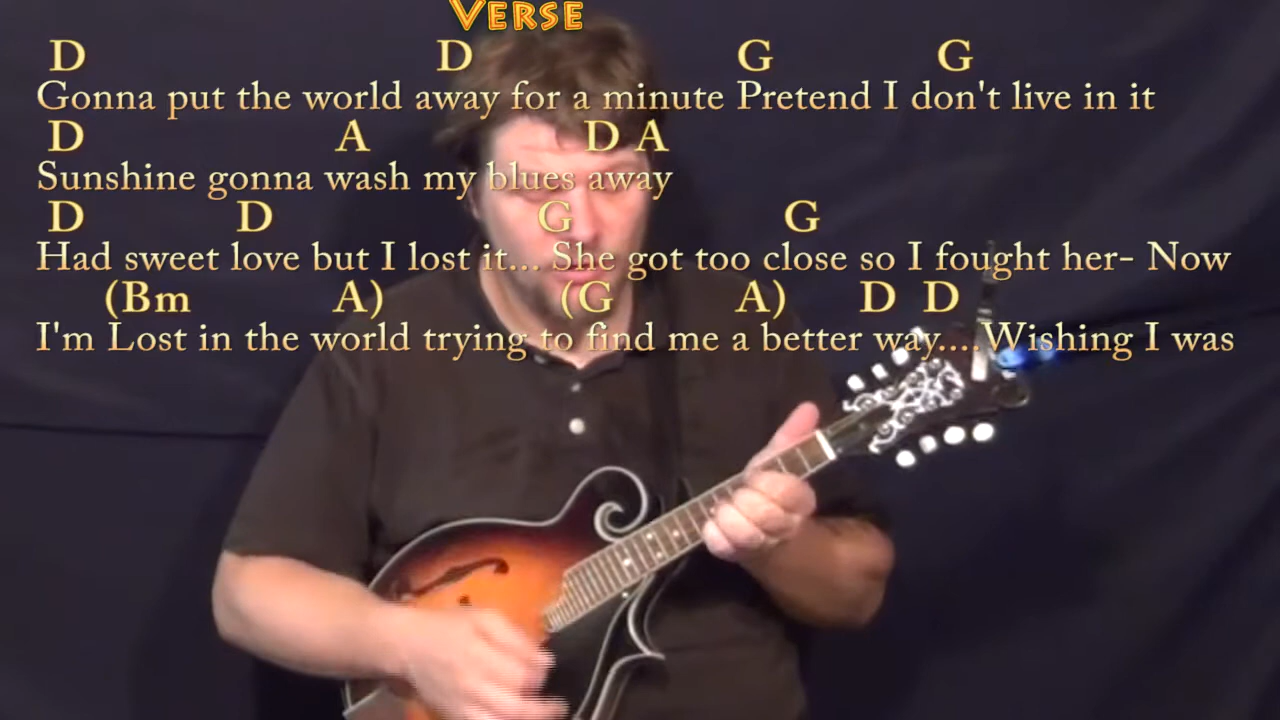 VERSE
D D G G
Gonna put the world away for a minute Pretend I don't live in it
D A D A
Sunshine gonna wash my blues away
D D G G
Had sweet love but I lost it... She got too close so I fought her- Now
(Bm A) (G A) D D
I'm Lost in the world trying to find me a better way....Wishing I was